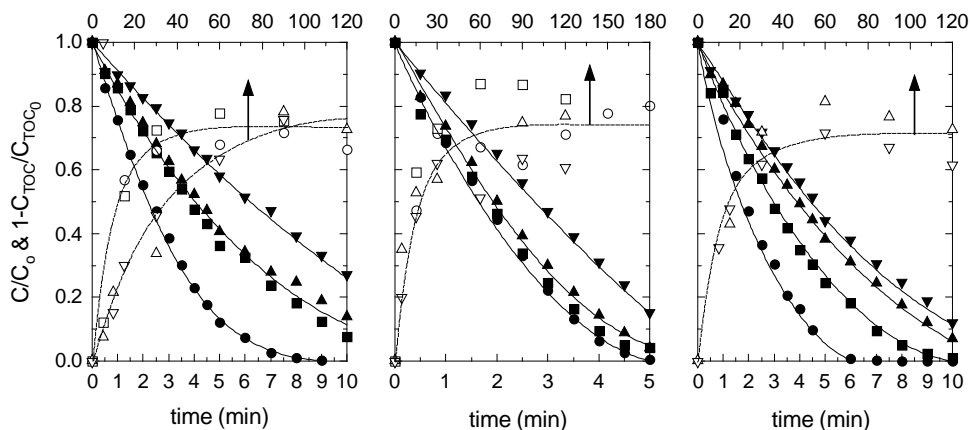 0 20 40 60 80 100 120
0 30 60 90 120 150 180
0 20 40 60 80 100 120
1.0
0.8
0.6
0.4
0.2
0.0
C/C₀ & 1-C_TOC/C_TOC₀
0 1 2 3 4 5 6 7 8 9 10
0 1 2 3 4 5
0 1 2 3 4 5 6 7 8 9 10
time (min)
time (min)
time (min)